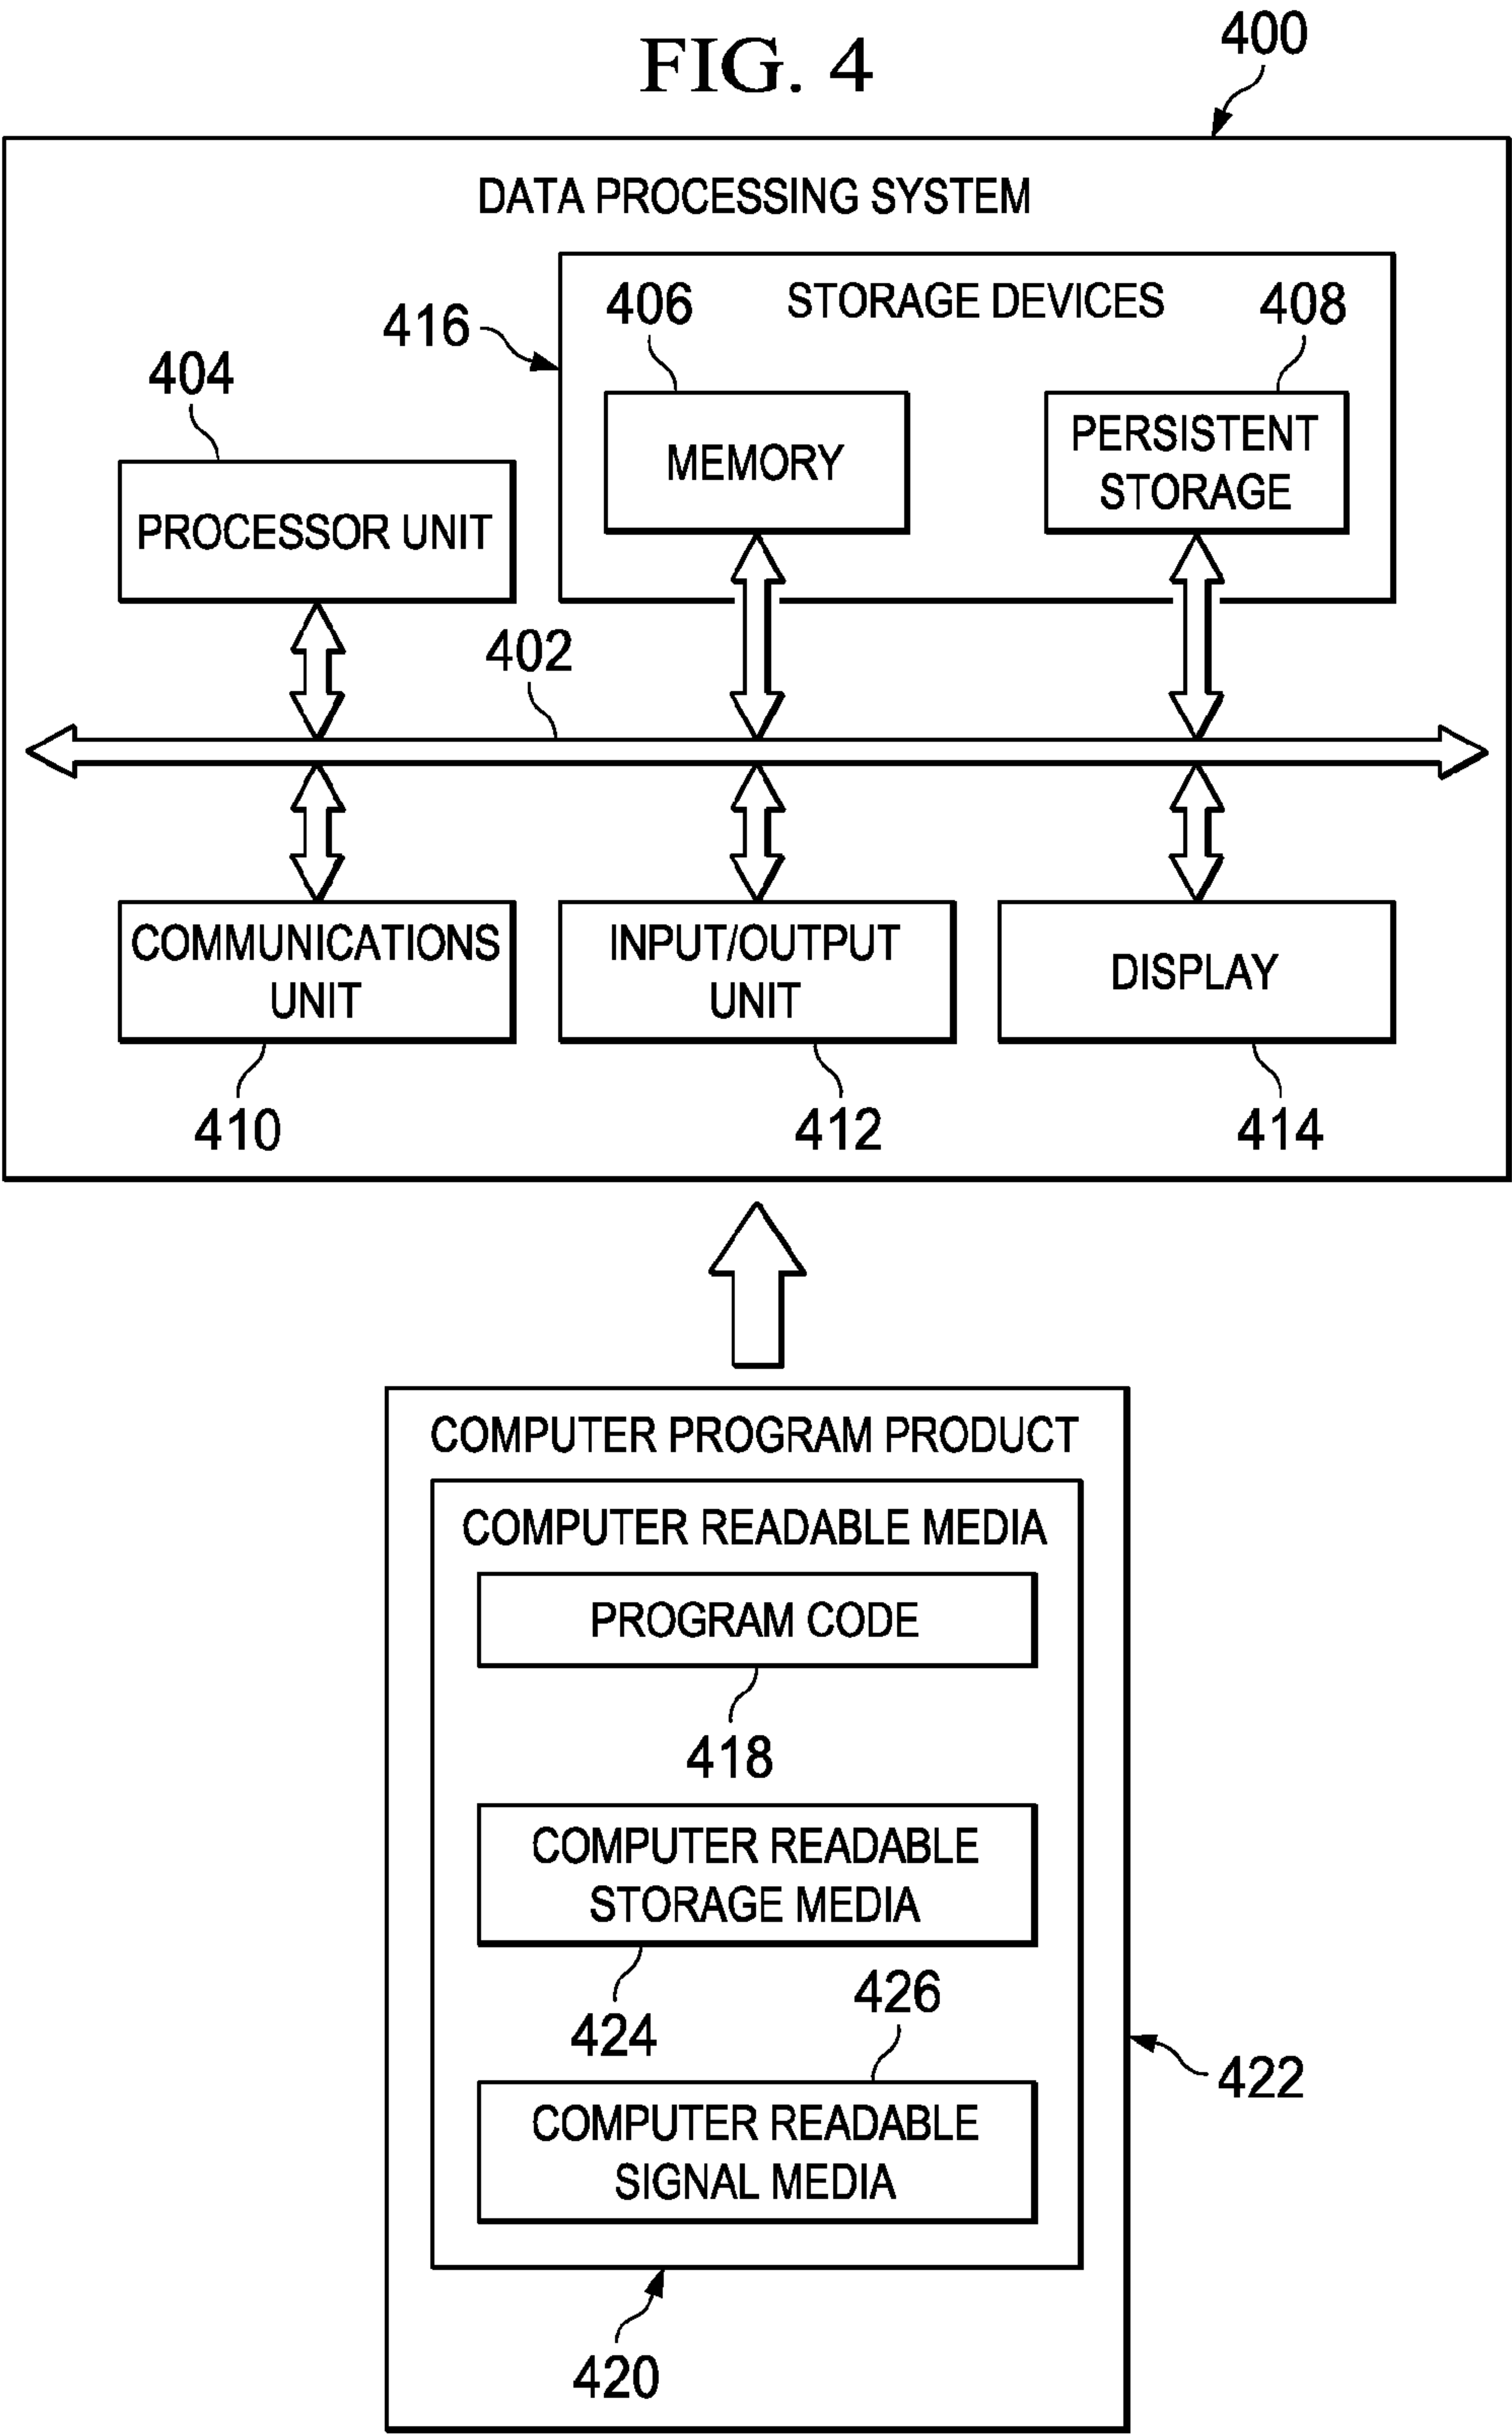 FIG. 4
400
DATA PROCESSING SYSTEM
STORAGE DEVICES
406
408
416
404
MEMORY
PERSISTENT
STORAGE
PROCESSOR UNIT
402
COMMUNICATIONS
UNIT
INPUT/OUTPUT
UNIT
DISPLAY
410
412
414
COMPUTER PROGRAM PRODUCT
COMPUTER READABLE MEDIA
PROGRAM CODE
418
COMPUTER READABLE
STORAGE MEDIA
424
426
COMPUTER READABLE
SIGNAL MEDIA
422
420